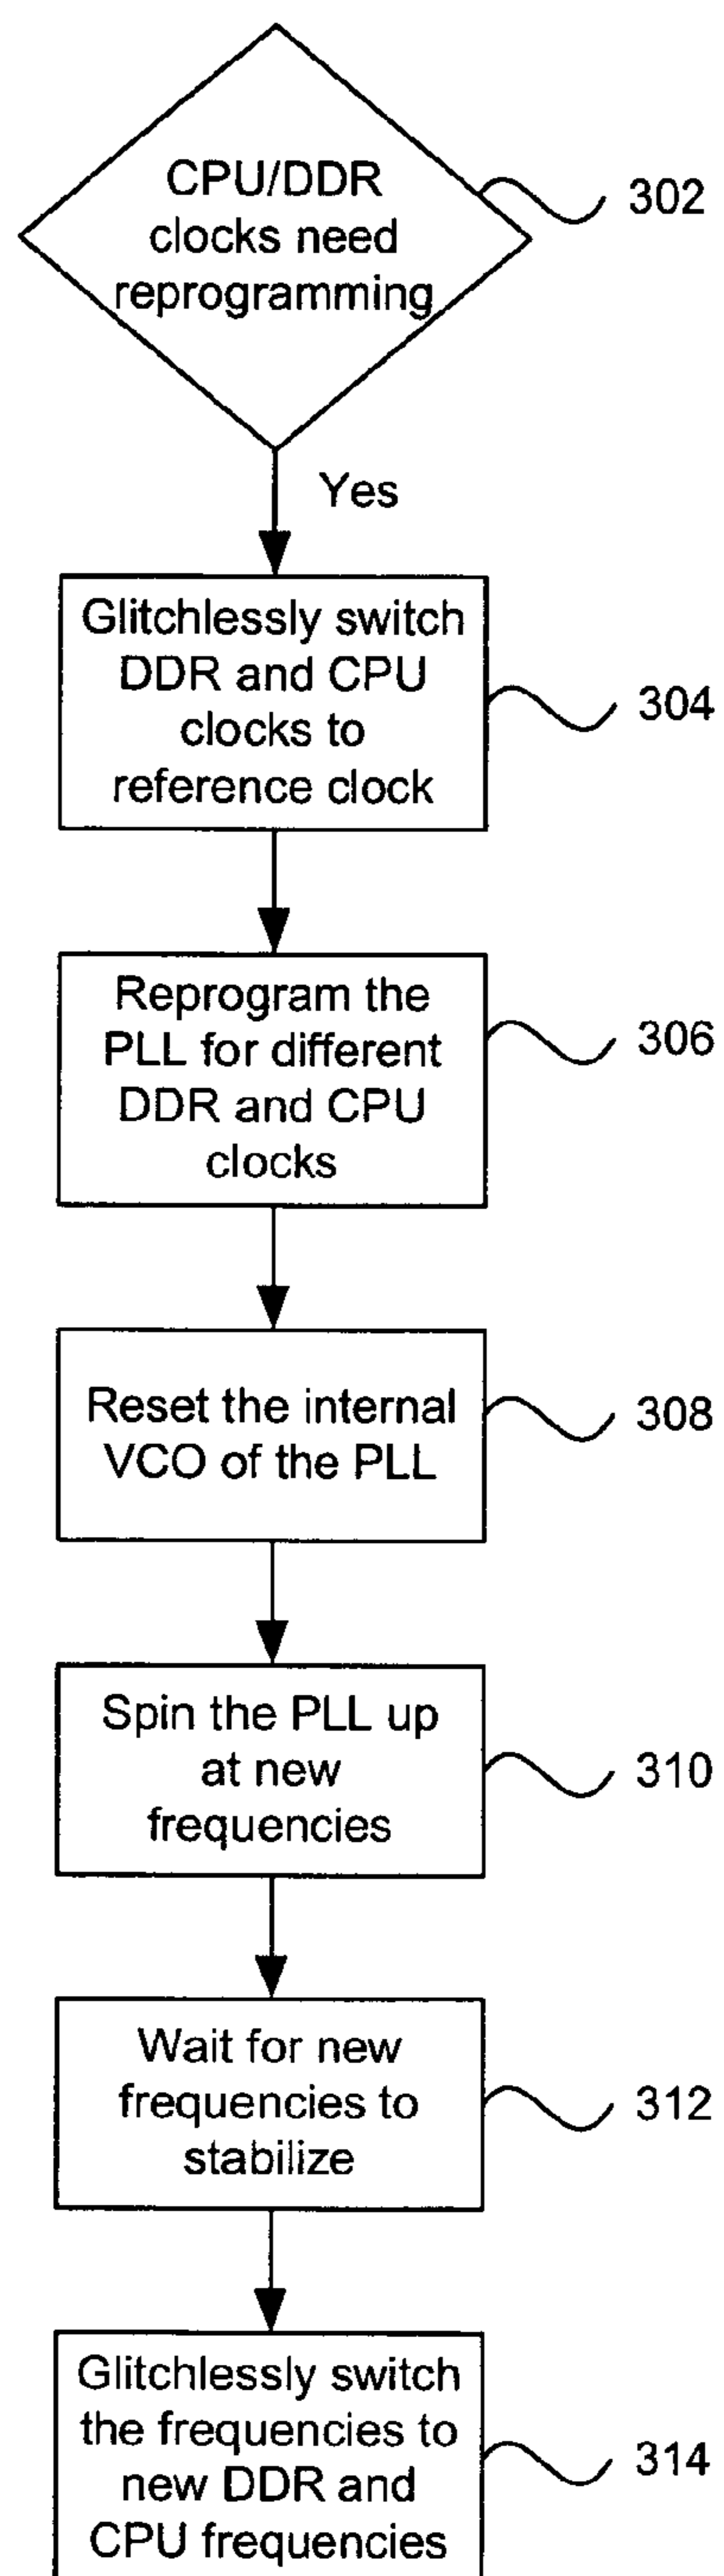 CPU/DDR
clocks need
reprogramming
302
Yes
Glitchlessly switch
DDR and CPU
clocks to
reference clock
304
Reprogram the
PLL for different
DDR and CPU
clocks
306
Reset the internal
VCO of the PLL
308
Spin the PLL up
at new
frequencies
310
Wait for new
frequencies to
stabilize
312
Glitchlessly switch
the frequencies to
new DDR and
CPU frequencies
314